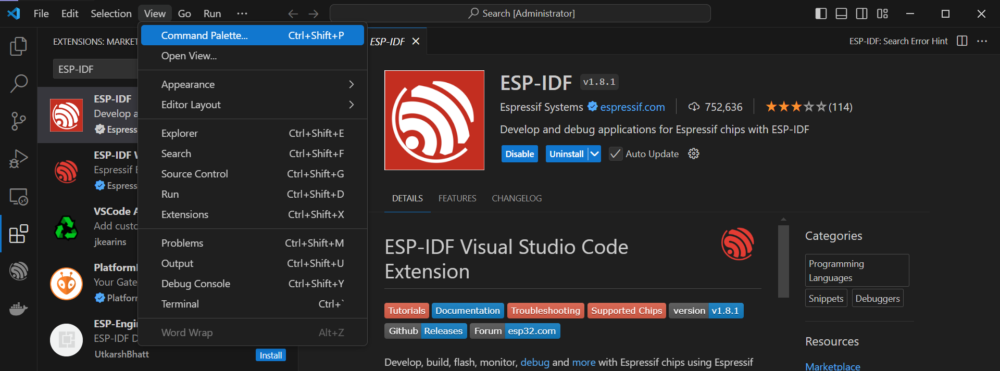 File Edit Selection View Go Run ···
Search [Administrator]
EXTENSIONS: MARKET
ESP-IDF
ESP-IDF
Develop a
Espress
ESP-IDF
Espressif
Espress
VSCode
Add custo
jkearins
Platform
Your Gate
Platfor
ESP-Engi
ESP-IDF D
UtkarshBhatt
Install
Command Palette... Ctrl+Shift+P
Open View...
Appearance
Editor Layout
Explorer Ctrl+Shift+E
Search Ctrl+Shift+F
Source Control Ctrl+Shift+G
Run Ctrl+Shift+D
Extensions Ctrl+Shift+X
Problems Ctrl+Shift+M
Output Ctrl+Shift+U
Debug Console Ctrl+Shift+Y
Terminal Ctrl+`
Word Wrap Alt+Z
ESP-IDF
ESP-IDF: Search Error Hint ···
ESP-IDF v1.8.1
Espressif Systems espressif.com 752,636 (114)
Develop and debug applications for Espressif chips with ESP-IDF
Disable Uninstall Auto Update
DETAILS FEATURES CHANGELOG
ESP-IDF Visual Studio Code
Extension
Tutorials Documentation Troubleshooting Supported Chips version v1.8.1
Github Releases Forum esp32.com
Develop, build, flash, monitor, debug and more with Espressif chips using Espressif
Categories
Programming
Languages
Snippets Debuggers
Resources
Marketplace